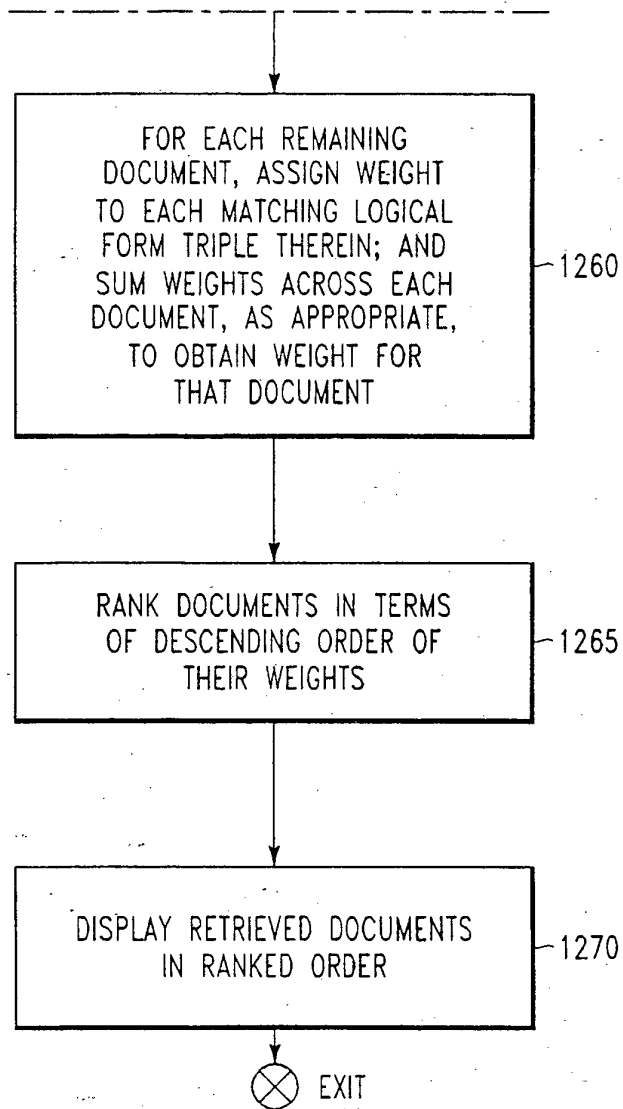 FOR EACH REMAINING
DOCUMENT, ASSIGN WEIGHT
TO EACH MATCHING LOGICAL
FORM TRIPLE THEREIN; AND
SUM WEIGHTS ACROSS EACH
DOCUMENT, AS APPROPRIATE,
TO OBTAIN WEIGHT FOR
THAT DOCUMENT
1260
RANK DOCUMENTS IN TERMS
OF DESCENDING ORDER OF
THEIR WEIGHTS
1265
DISPLAY RETRIEVED DOCUMENTS
IN RANKED ORDER
1270
EXIT